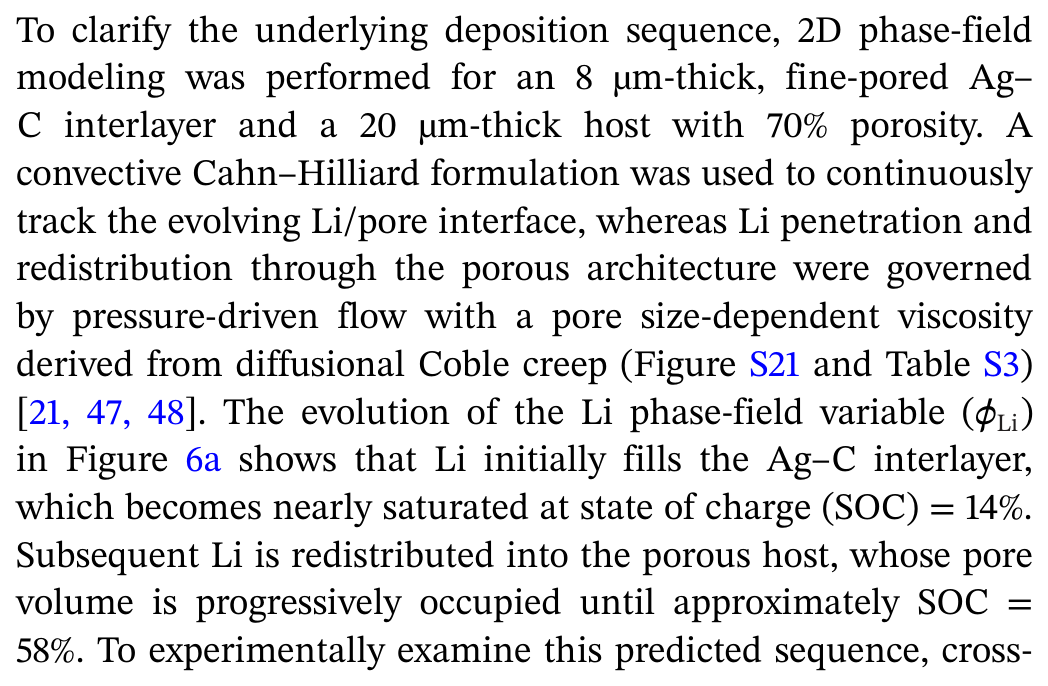 To clarify the underlying deposition sequence, 2D phase-field
modeling was performed for an 8 μm-thick, fine-pored Ag–
C interlayer and a 20 μm-thick host with 70% porosity. A
convective Cahn–Hilliard formulation was used to continuously
track the evolving Li/pore interface, whereas Li penetration and
redistribution through the porous architecture were governed
by pressure-driven flow with a pore size-dependent viscosity
derived from diffusional Coble creep (Figure S21 and Table S3)
[21, 47, 48]. The evolution of the Li phase-field variable (ϕLi)
in Figure 6a shows that Li initially fills the Ag–C interlayer,
which becomes nearly saturated at state of charge (SOC) = 14%.
Subsequent Li is redistributed into the porous host, whose pore
volume is progressively occupied until approximately SOC =
58%. To experimentally examine this predicted sequence, cross-